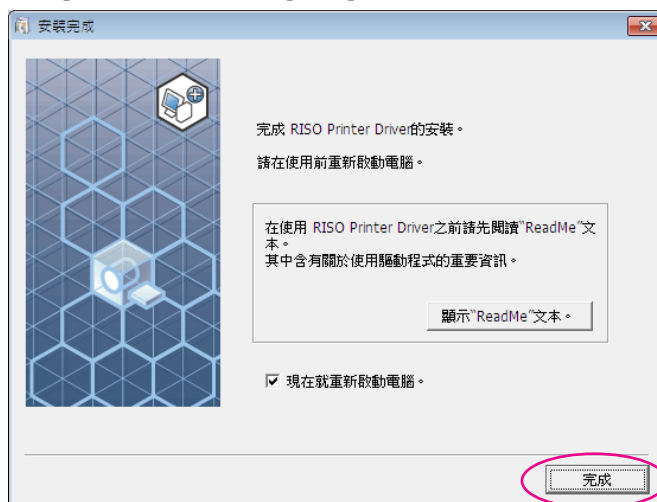 安裝完成
完成 RISO Printer Driver的安裝。
請在使用前重新啟動電腦。
在使用 RISO Printer Driver之前請先閱讀"ReadMe"文
本。
其中含有關於使用驅動程式的重要資訊。
顯示"ReadMe"文本。
現在就重新啟動電腦。
完成